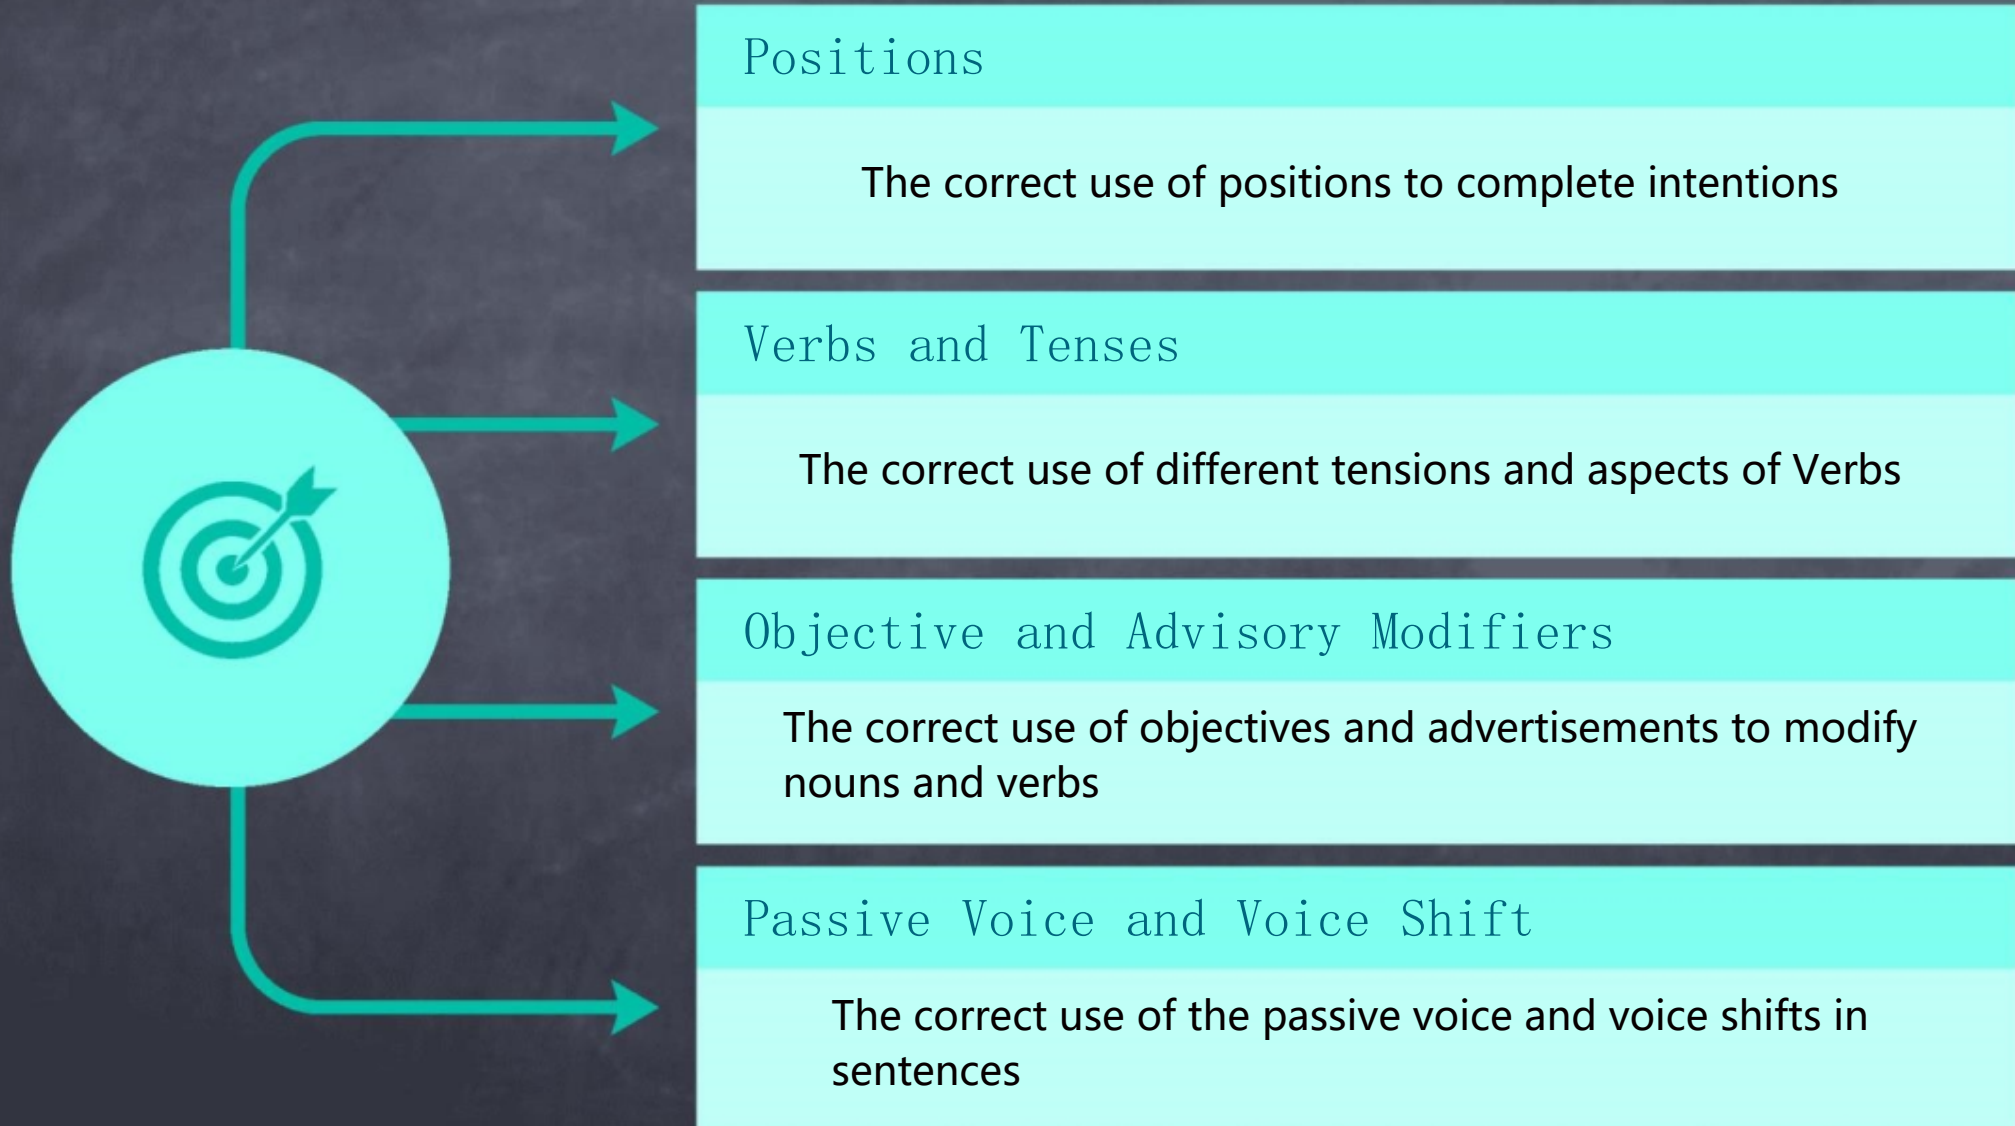 Positions
The correct use of positions to complete intentions
Verbs and Tenses
The correct use of different tensions and aspects of Verbs
Objective and Advisory Modifiers
The correct use of objectives and advertisements to modify
nouns and verbs
Passive Voice and Voice Shift
The correct use of the passive voice and voice shifts in
sentences